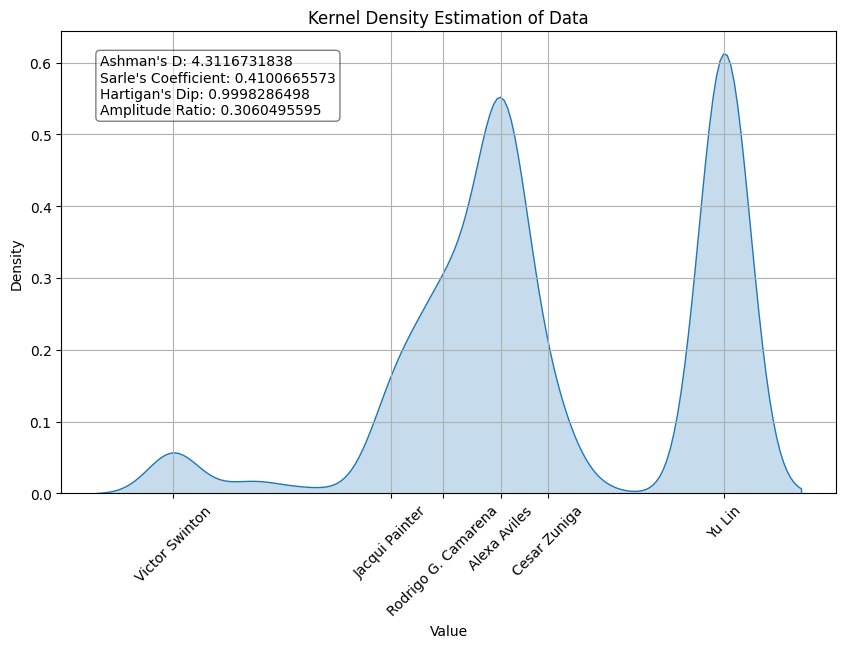 Kernel Density Estimation of Data
Ashman's D: 4.3116731838
Sarle's Coefficient: 0.4100665573
Hartigan's Dip: 0.9998286498
Amplitude Ratio: 0.3060495595
Density
0.6
0.5
0.4
0.3
0.2
0.1
0.0
Victor Swinton
Jacqui Painter
Rodrigo G. Camarena
Alexa Aviles
Cesar Zuniga
Yu Lin
Value